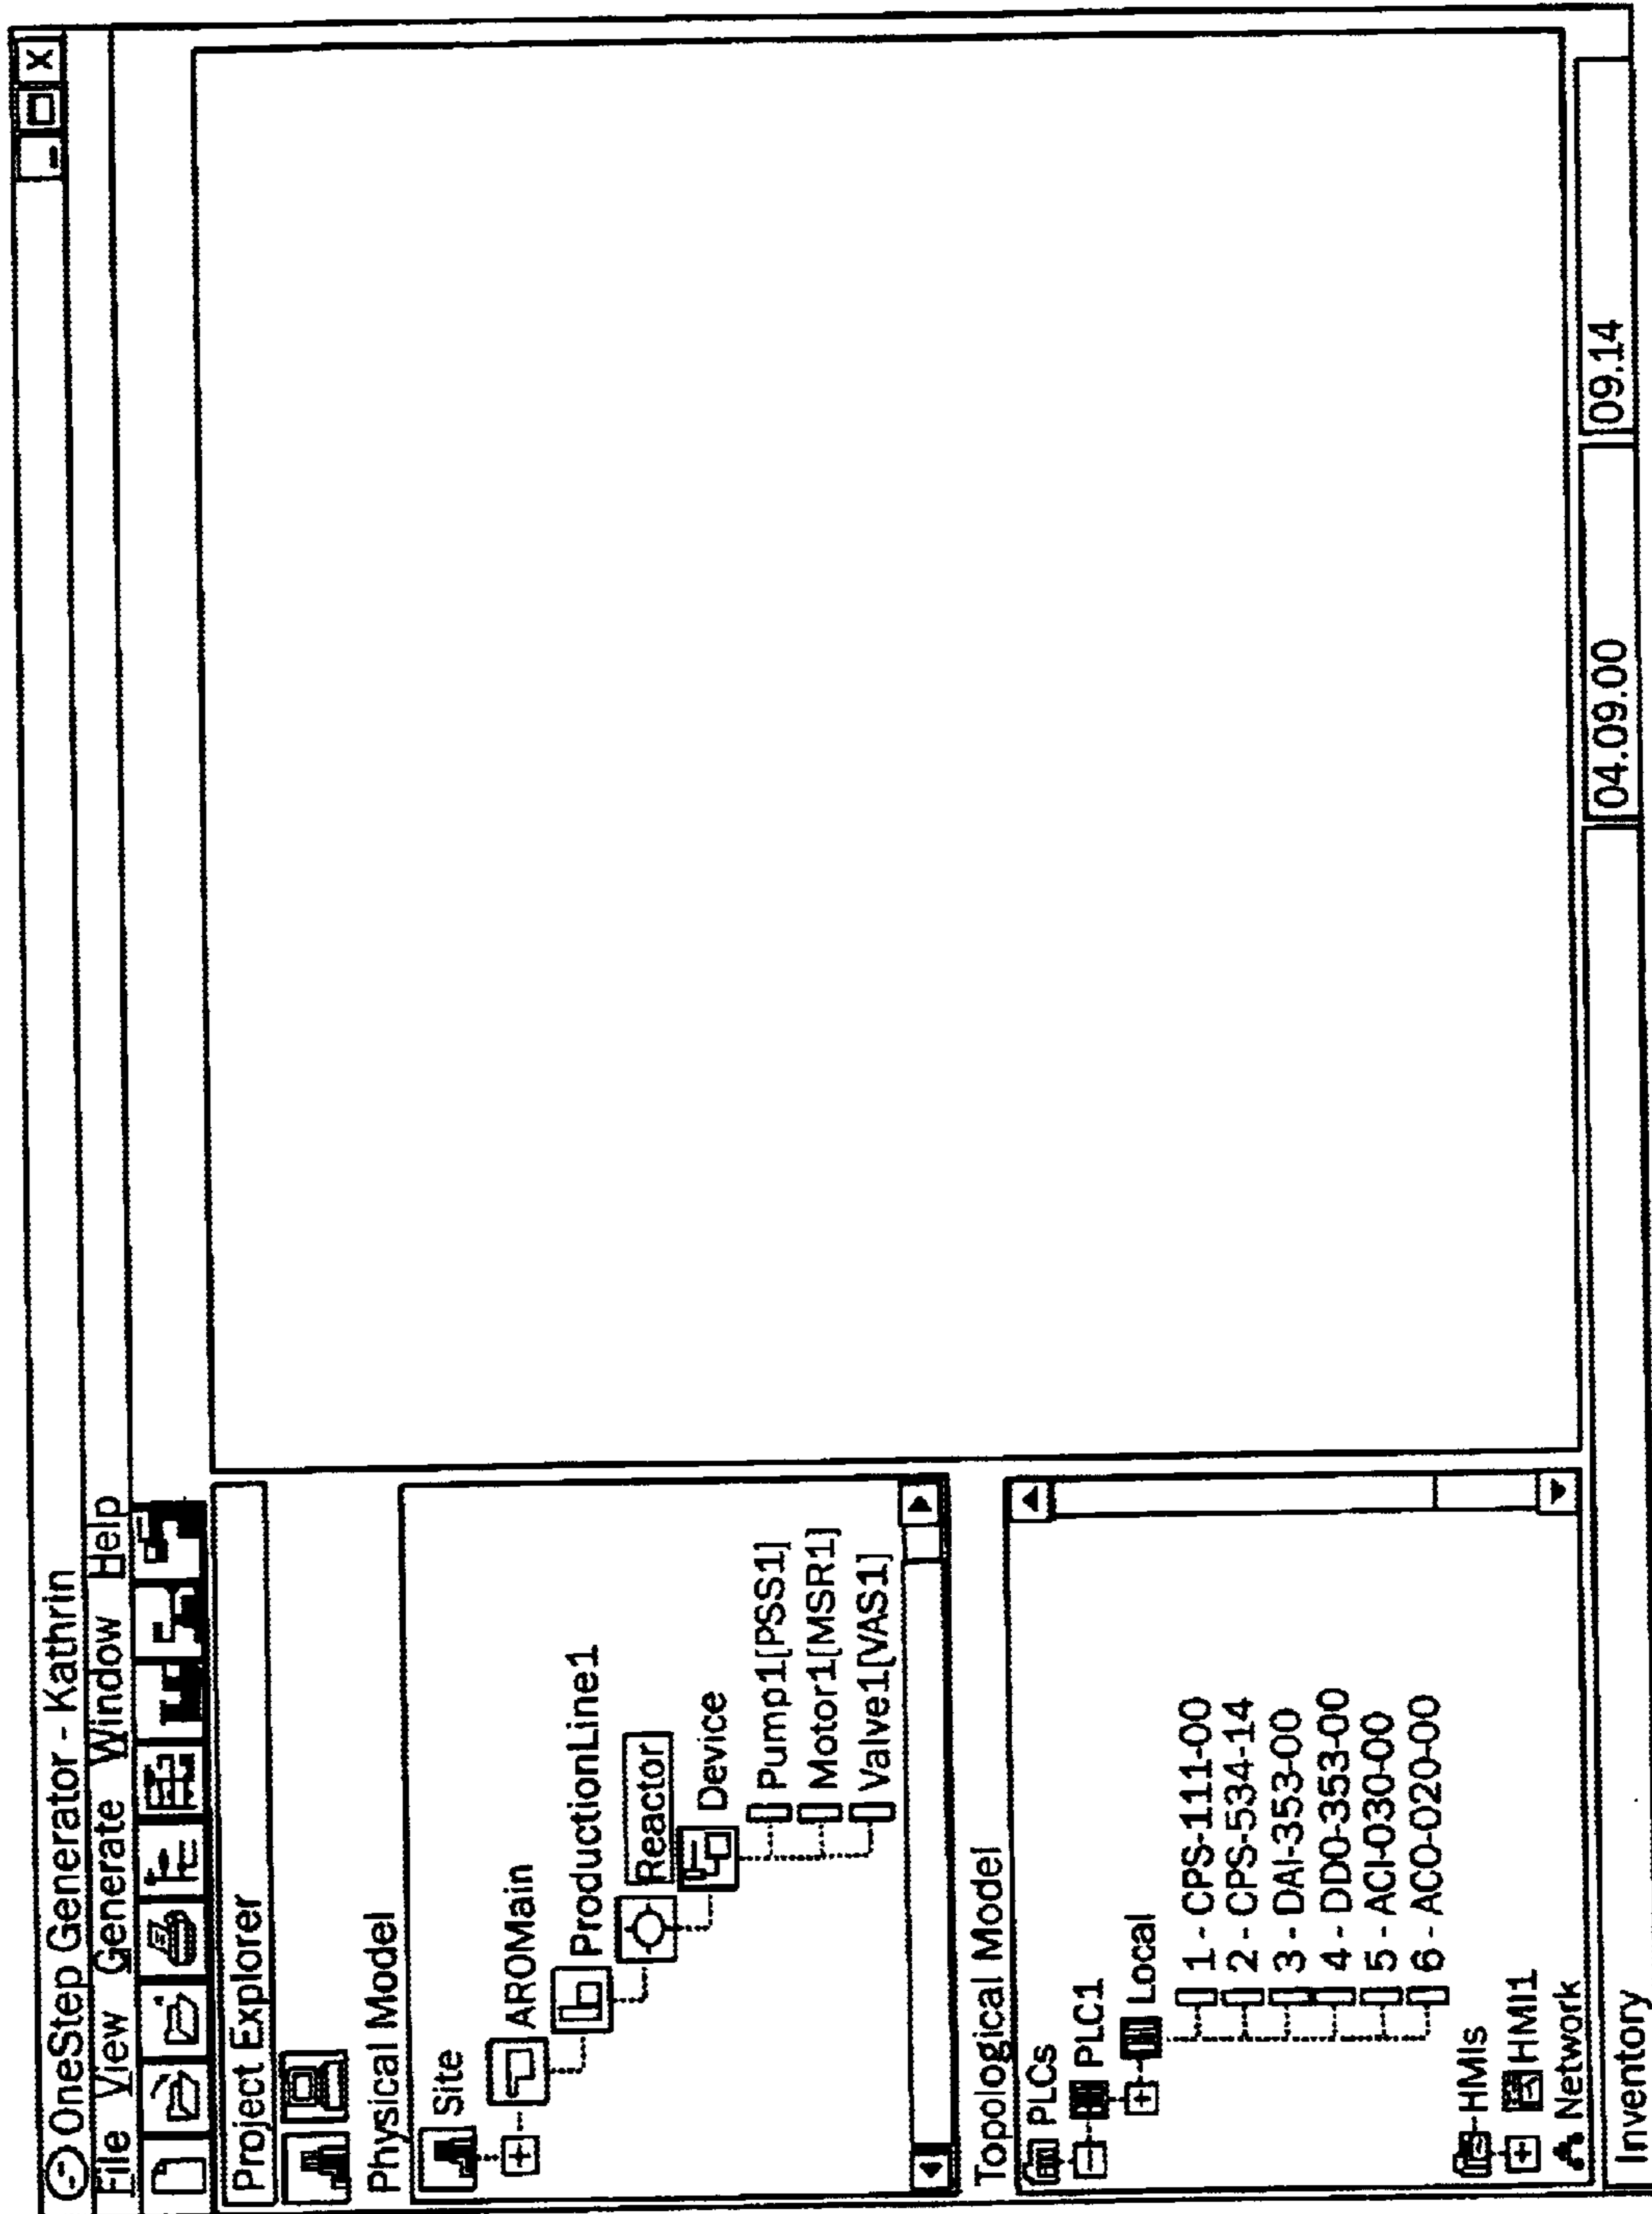 OneStep Generator - Kathrin
File View Generate Window Help
Project Explorer
Physical Model
Site
AROMain
ProductionLine1
Reactor
Device
Pump1[PSS1]
Motor1[MSR1]
Valve1[VAS1]
Topological Model
PLCs
PLC1
Local
1 - CPS-111-00
2 - CPS-534-14
3 - DAI-353-00
4 - DDO-353-00
5 - ACI-030-00
6 - ACO-020-00
HMIs
HMI1
Network
Inventory 04.09.00 09.14